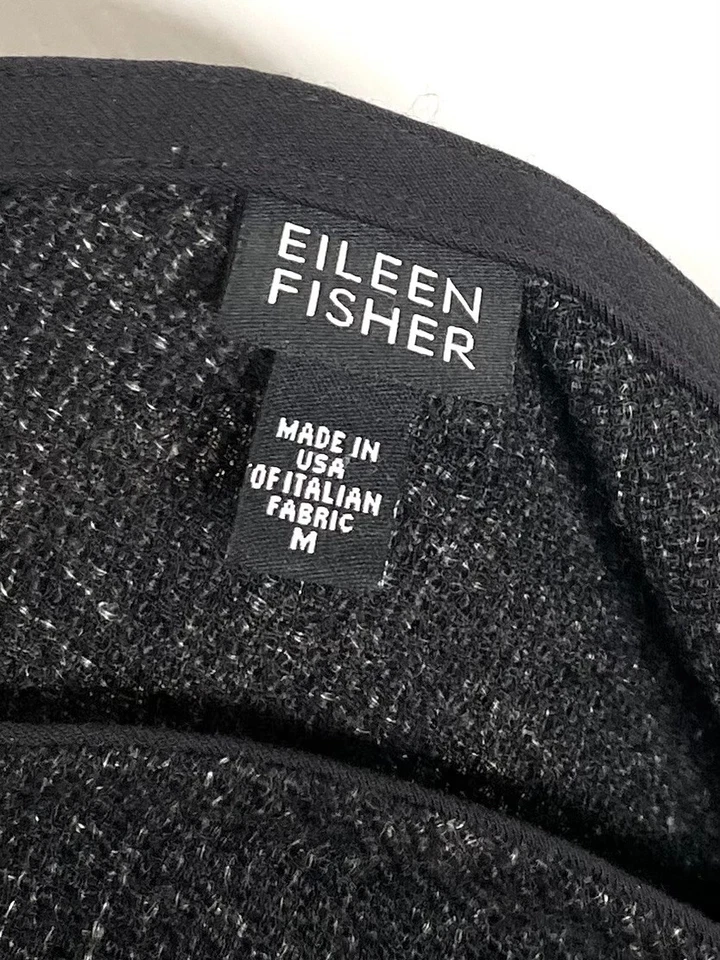 EILEEN
FISHER
MADE IN
USA
OF ITALIAN
FABRIC
M